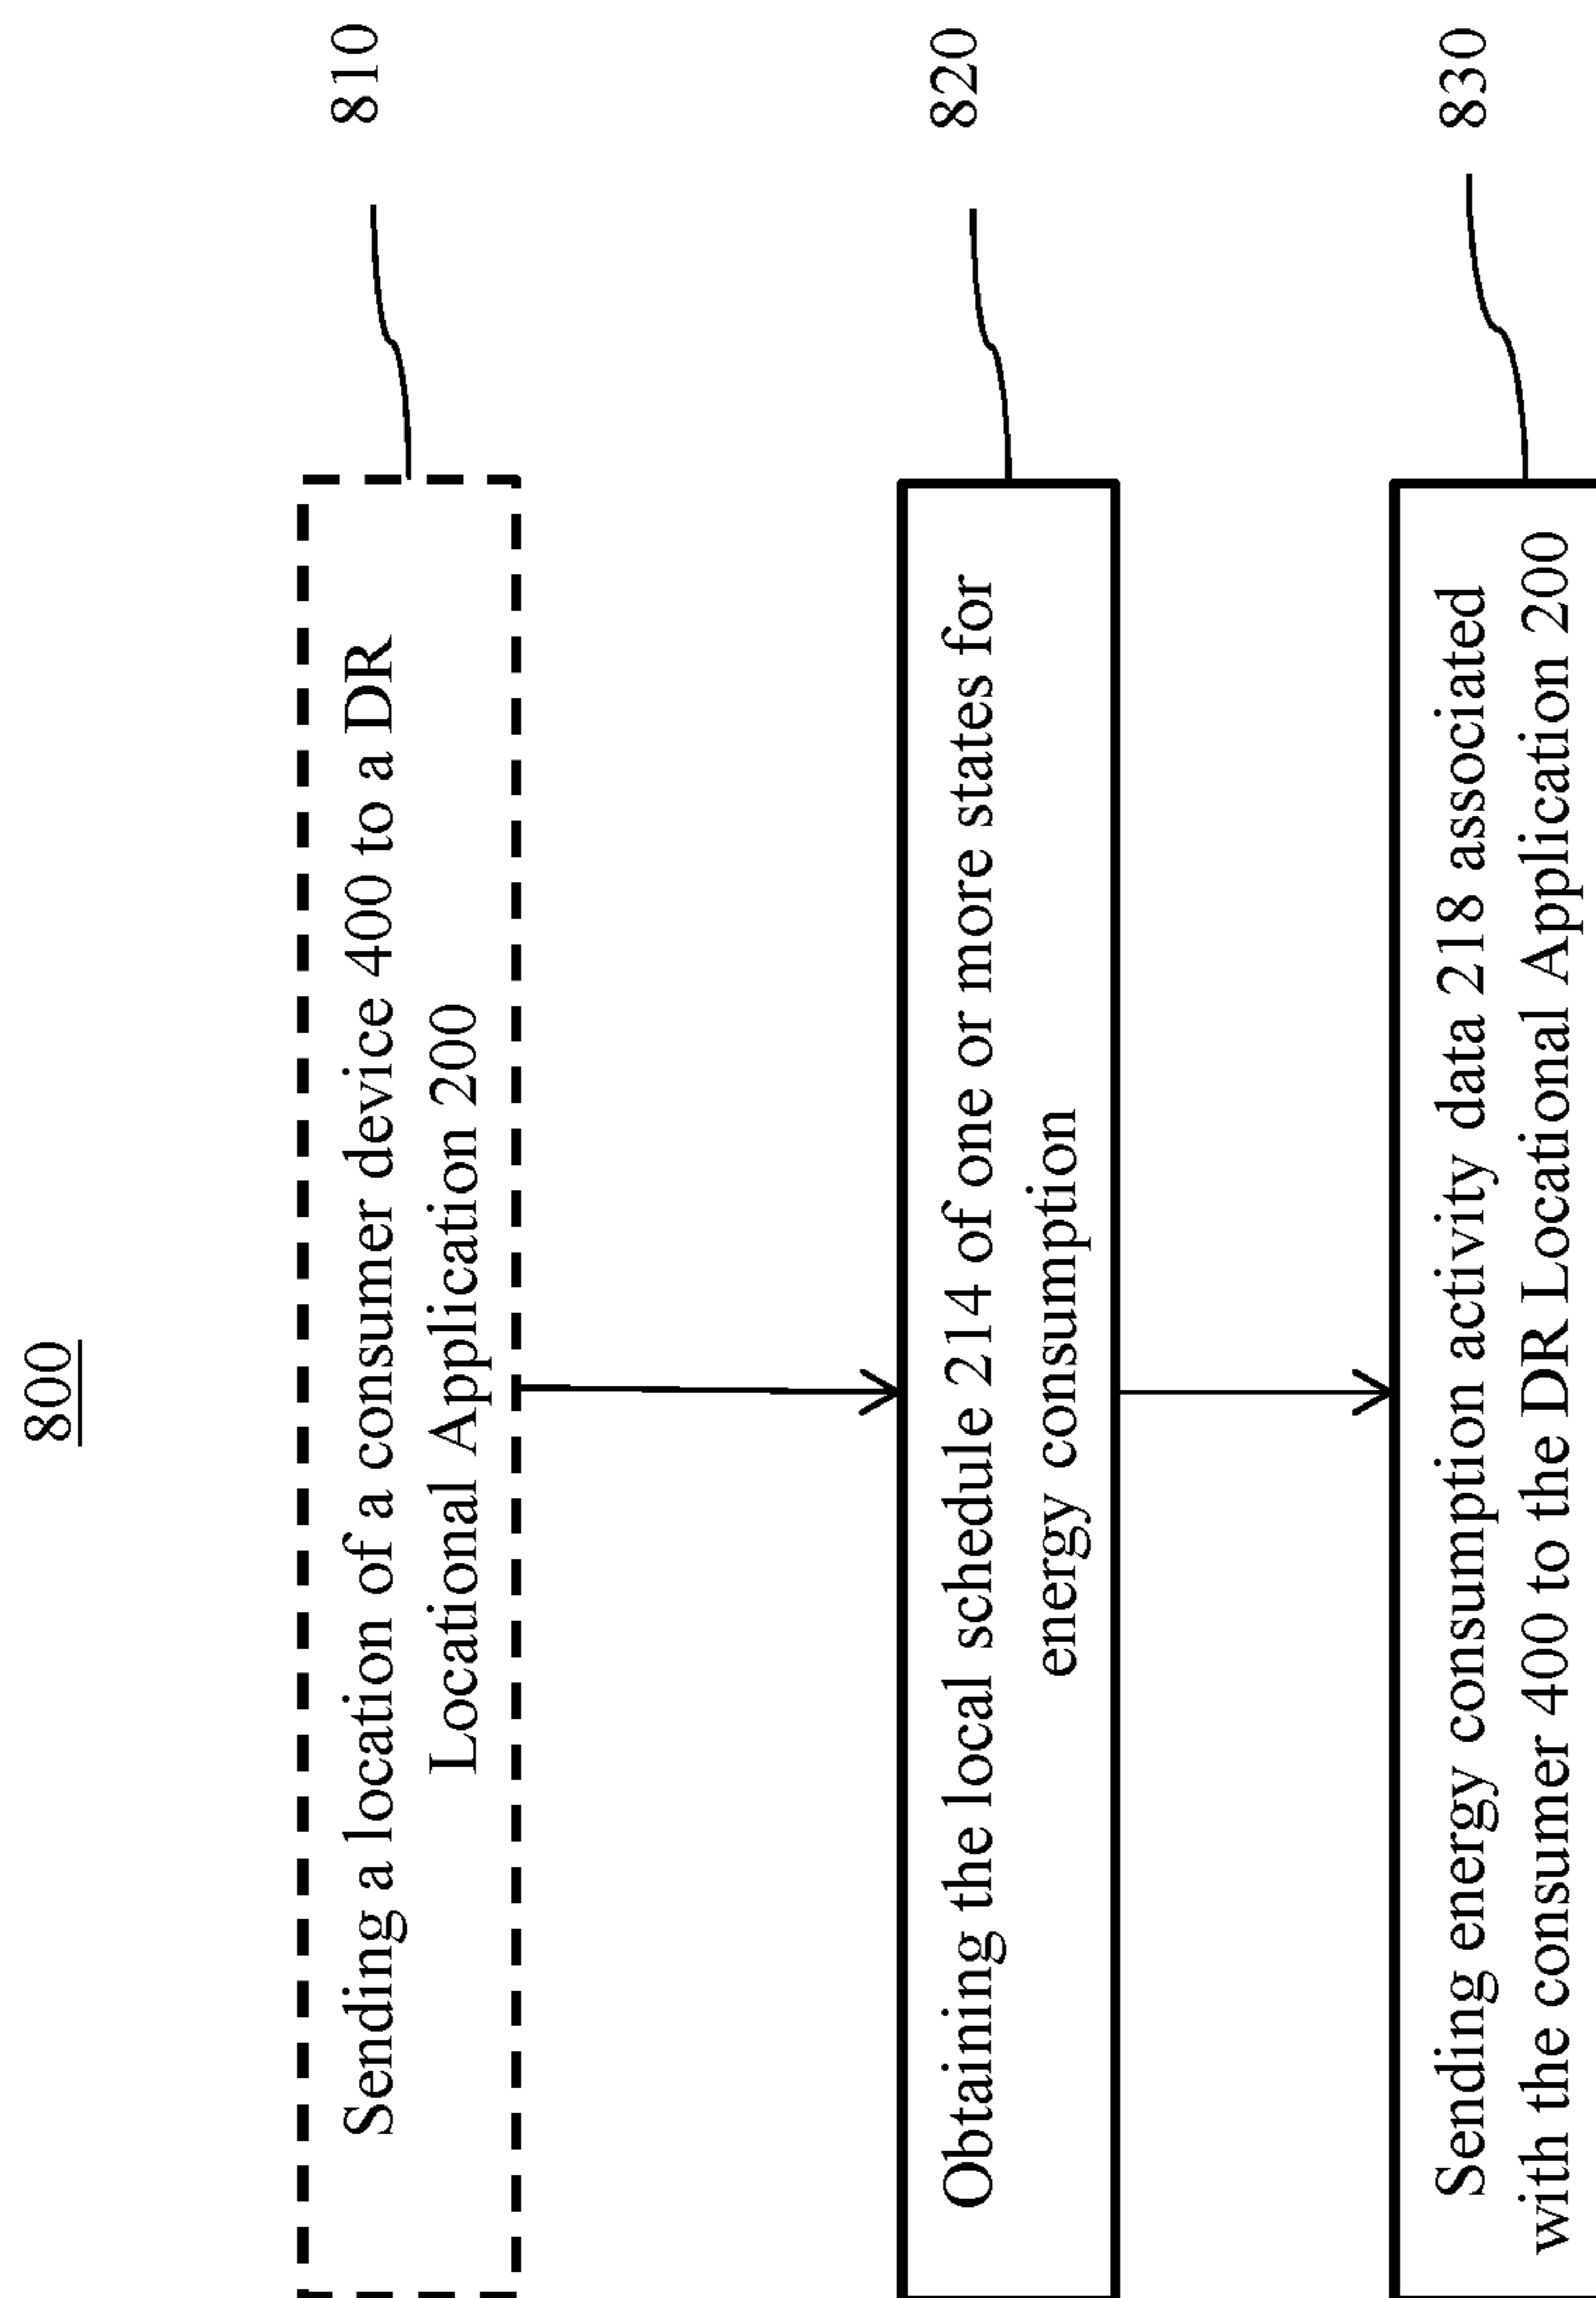 800
Sending a location of a consumer device 400 to a DR
Locational Application 200
810
Obtaining the local schedule 214 of one or more states for
energy consumption
820
Sending energy consumption activity data 218 associated
with the consumer 400 to the DR Locational Application 200
830